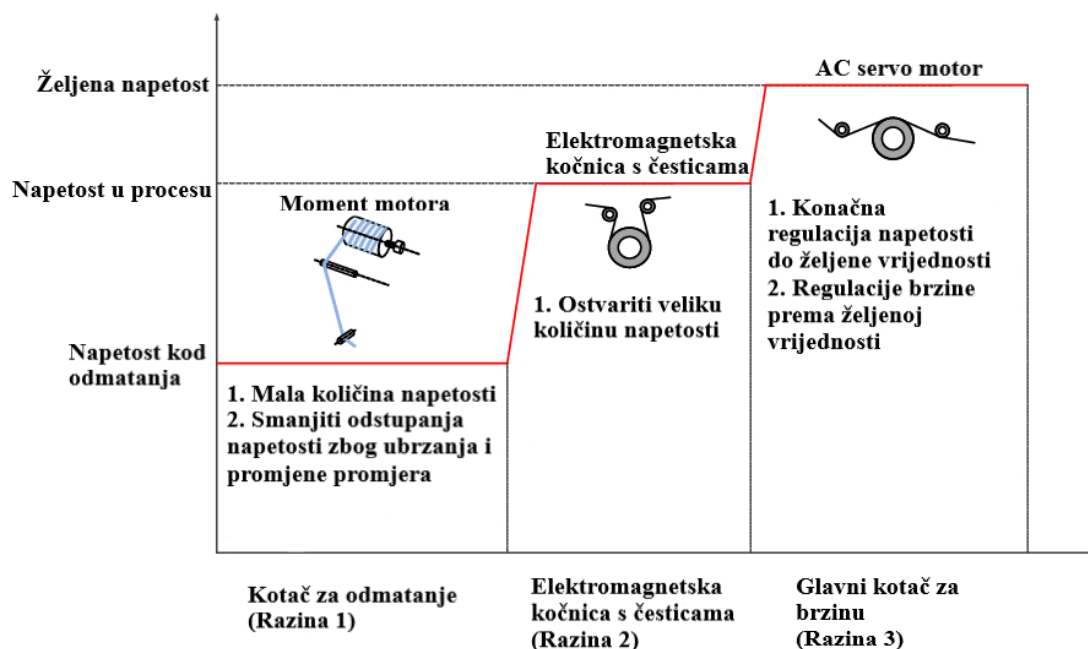 Željena napetost
AC servo motor
Elektromagnetska
kočnica s česticama
Napetost u procesu
Moment motora
1. Konačna
regulacija napetosti
do željene vrijednosti
2. Regulacije brzine
prema željenoj
vrijednosti
1. Ostvariti veliku
količinu napetosti
Napetost kod
odmatanja
1. Mala količina napetosti
2. Smanjiti odstupanja
napetosti zbog ubrzanja i
promjene promjera
Kotač za odmatanje
(Razina 1)
Elektromagnetska
kočnica s česticama
(Razina 2)
Glavni kotač za
brzinu
(Razina 3)